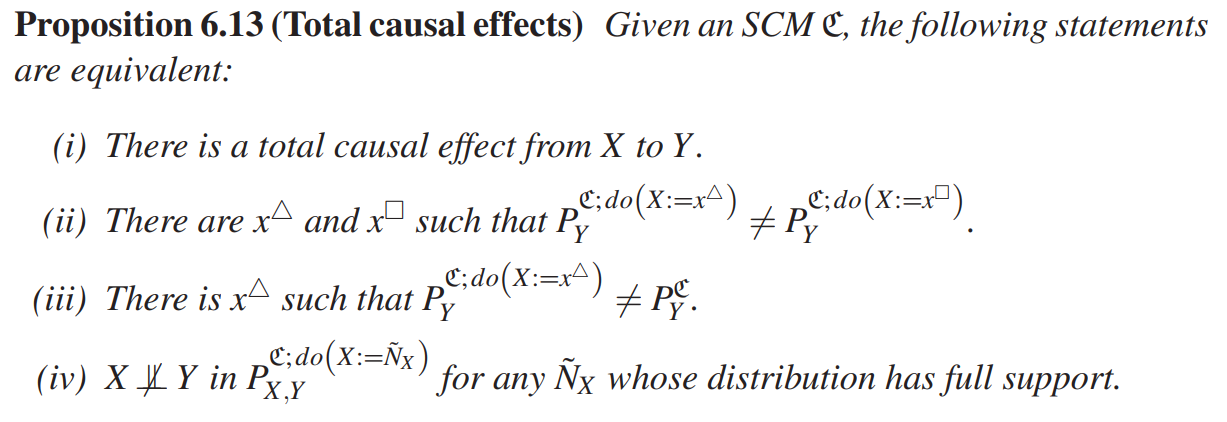 Proposition 6.13 (Total causal effects) Given an SCM ℭ, the following statements
are equivalent:
(i) There is a total causal effect from X to Y.
(ii) There are x^△ and x^□ such that P_Y^{ℭ;do(X:=x^△)} ≠ P_Y^{ℭ;do(X:=x^□)}.
(iii) There is x^△ such that P_Y^{ℭ;do(X:=x^△)} ≠ P_Y^ℭ.
(iv) X ⫫̸ Y in P_{X,Y}^{ℭ;do(X:=Ñ_X)} for any Ñ_X whose distribution has full support.